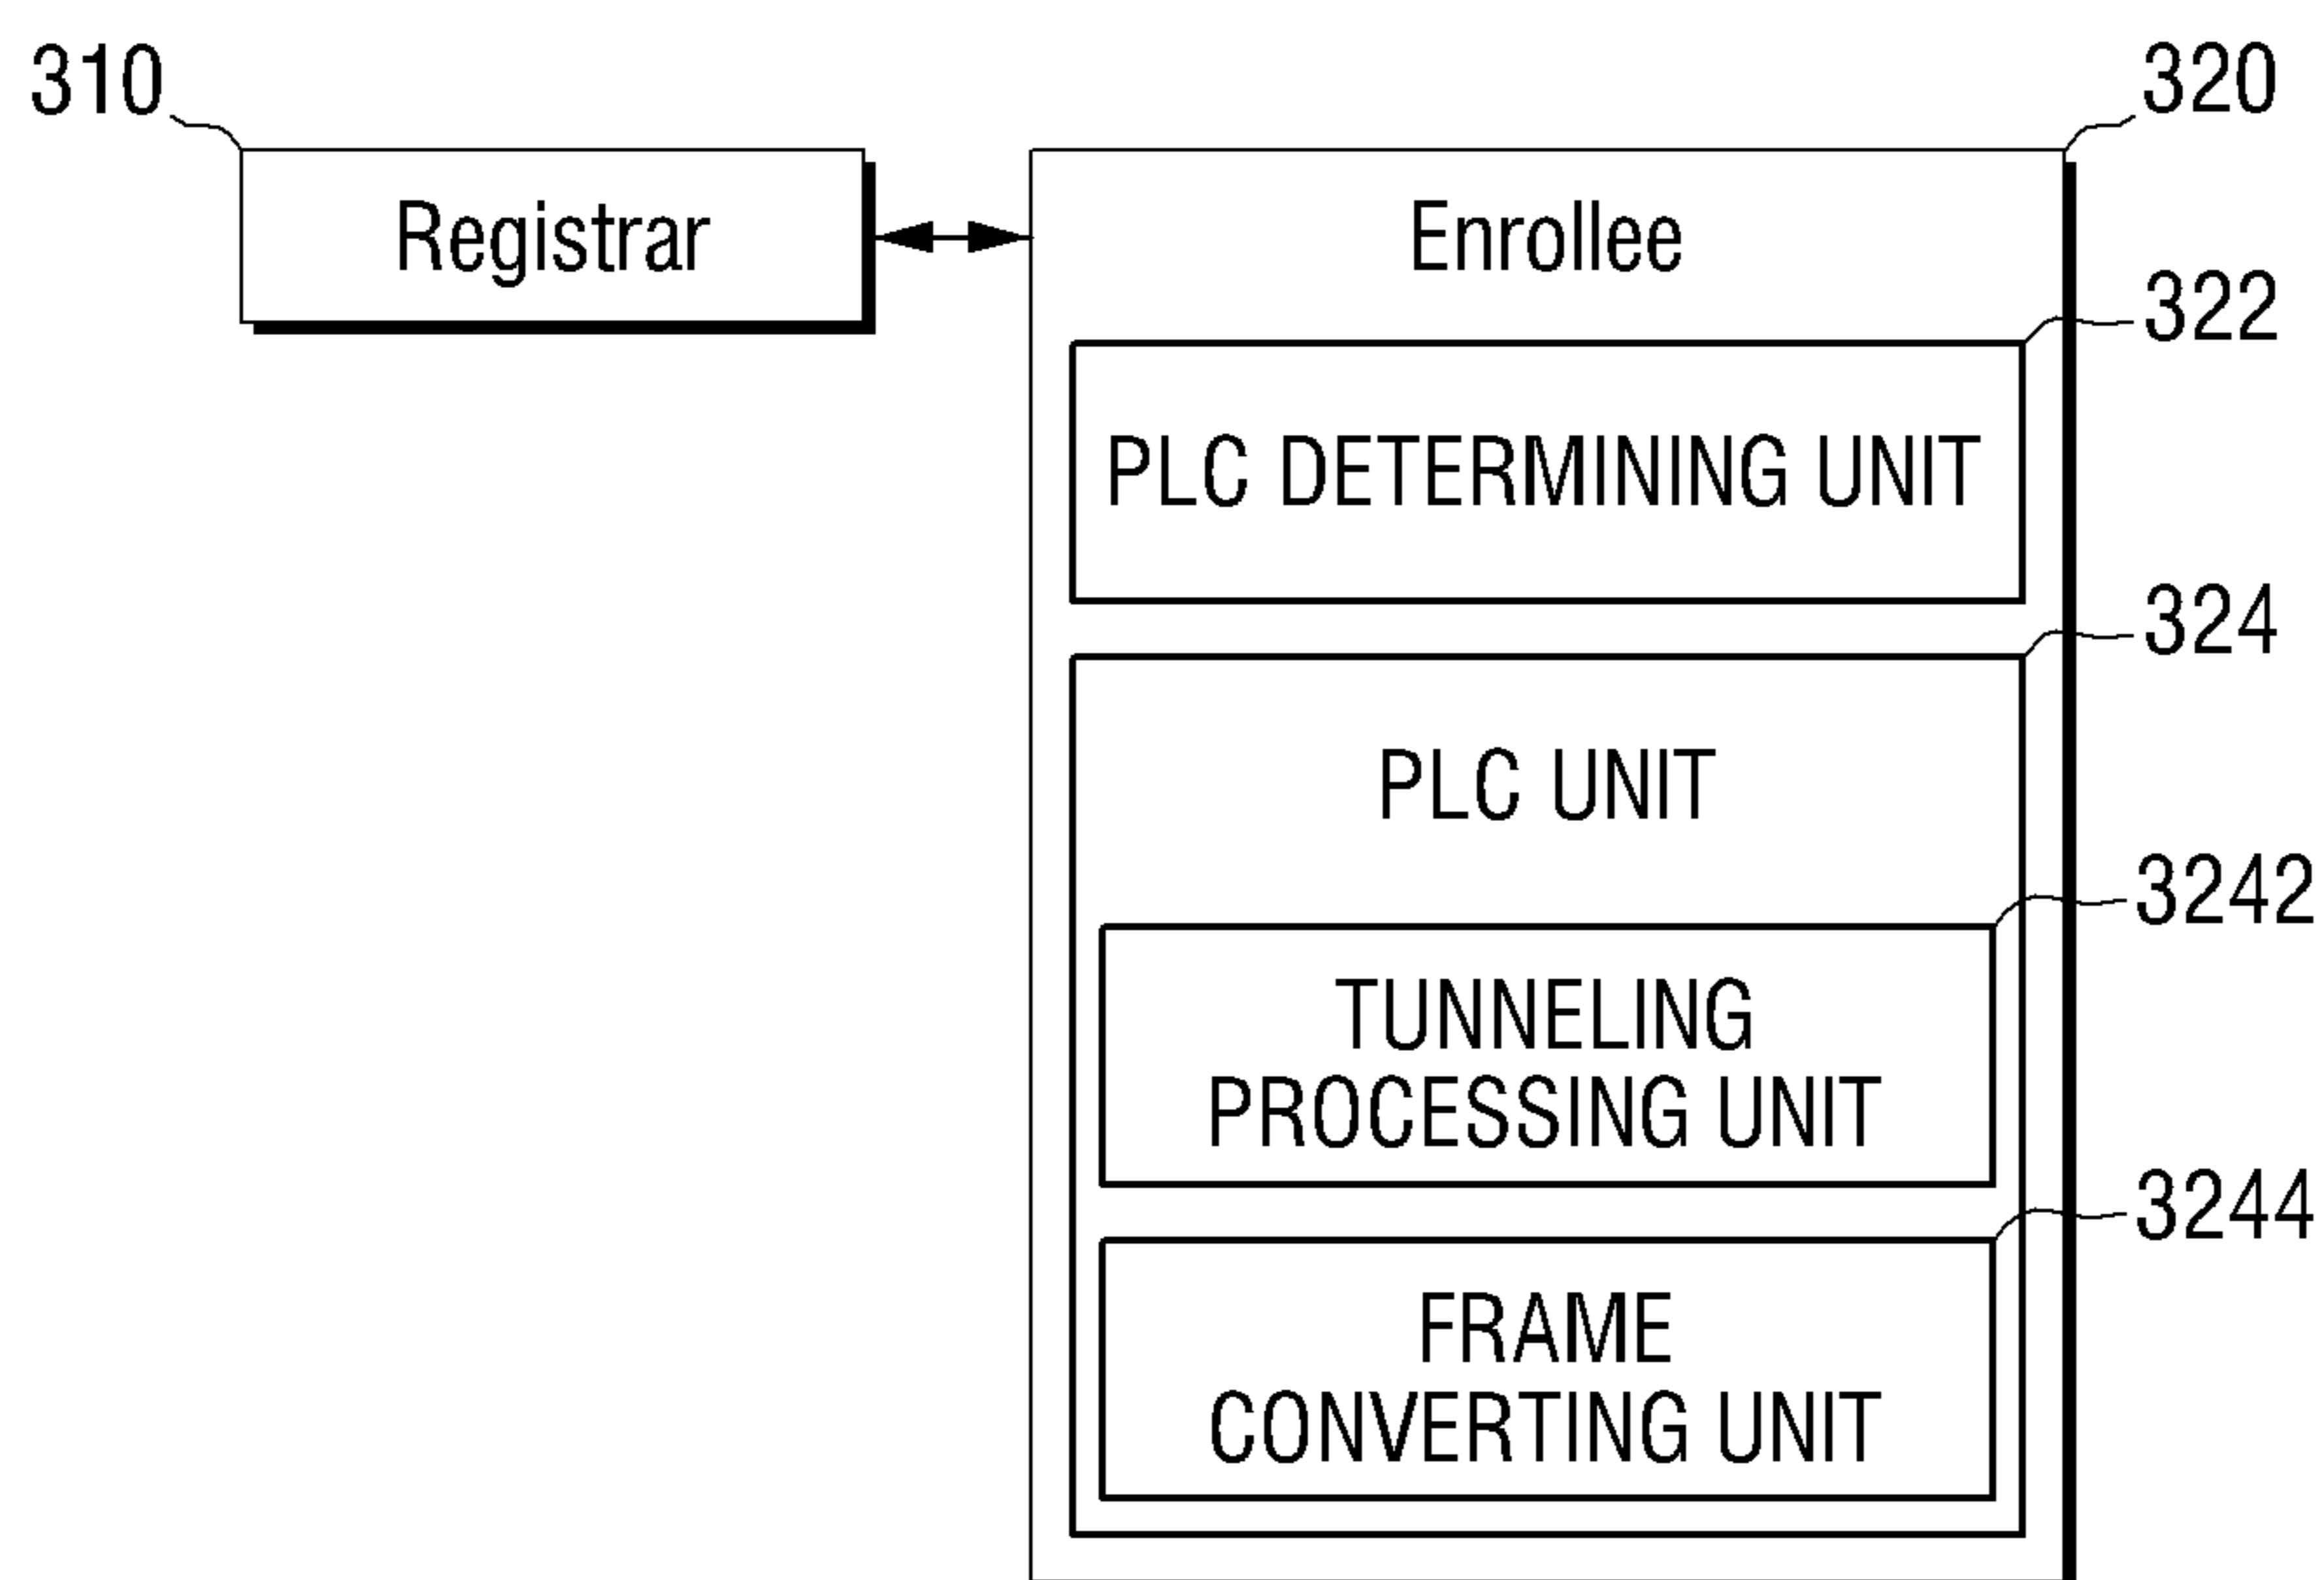 310
320
Registrar
Enrollee
322
PLC DETERMINING UNIT
324
PLC UNIT
3242
TUNNELING
PROCESSING UNIT
3244
FRAME
CONVERTING UNIT